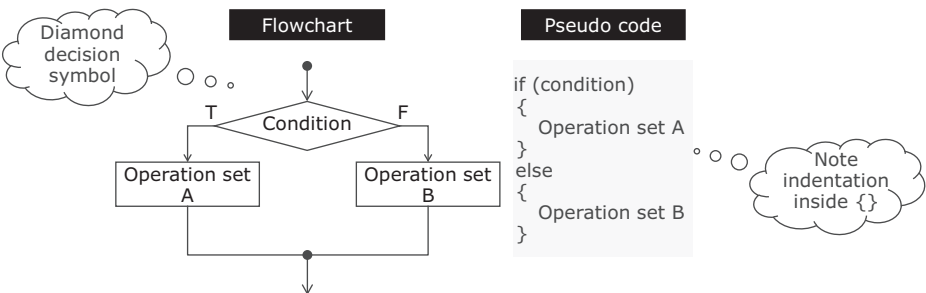 Flowchart
Pseudo code
Diamond
decision
symbol
T
F
Condition
Operation set
A
Operation set
B
if (condition)
{
Operation set A
}
else
{
Operation set B
}
Note
indentation
inside {}